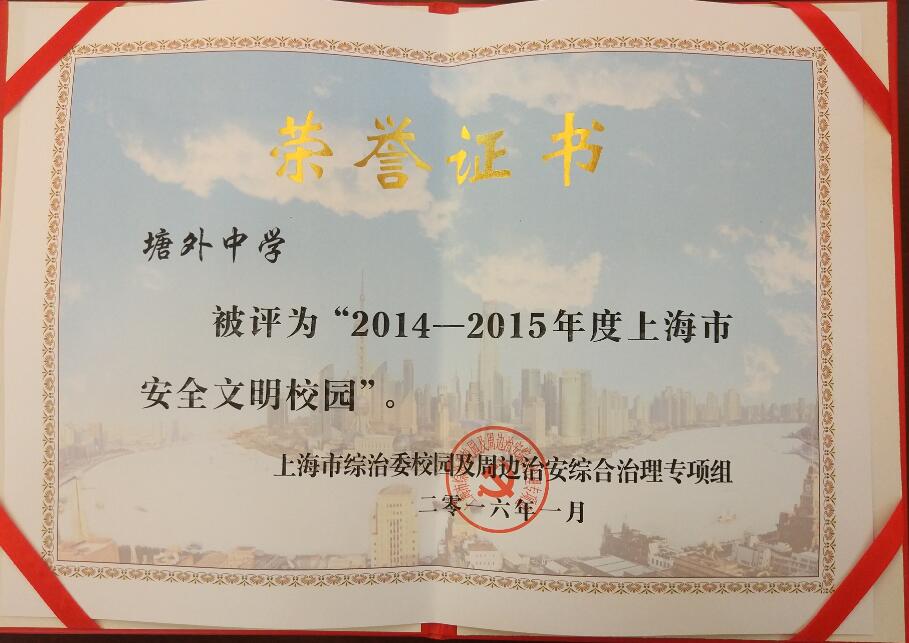 荣誉证书
塘外中学
被评为“2014—2015年度上海市
安全文明校园”。
上海市综治委校园及周边治安综合治理专项组
二零一六年一月